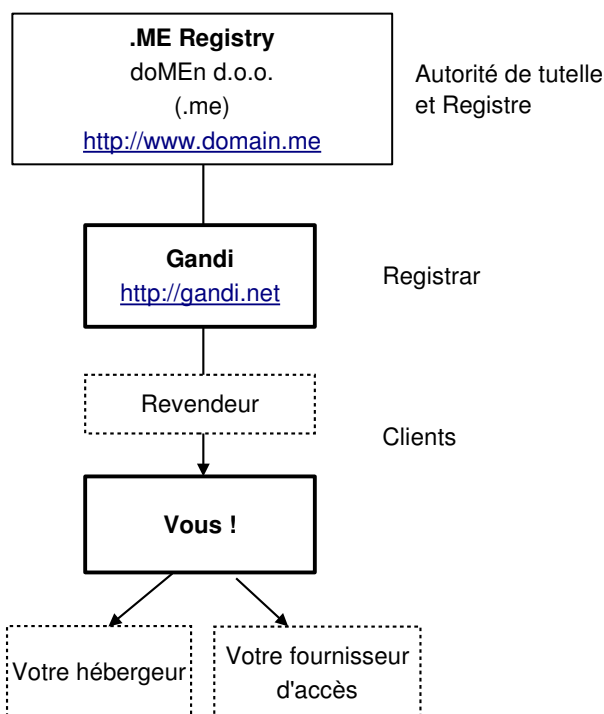 .ME Registry
doMEn d.o.o.
(.me)
http://www.domain.me
Autorité de tutelle
et Registre
Gandi
http://gandi.net
Registrar
Revendeur
Clients
Vous !
Votre hébergeur
Votre fournisseur
d'accès